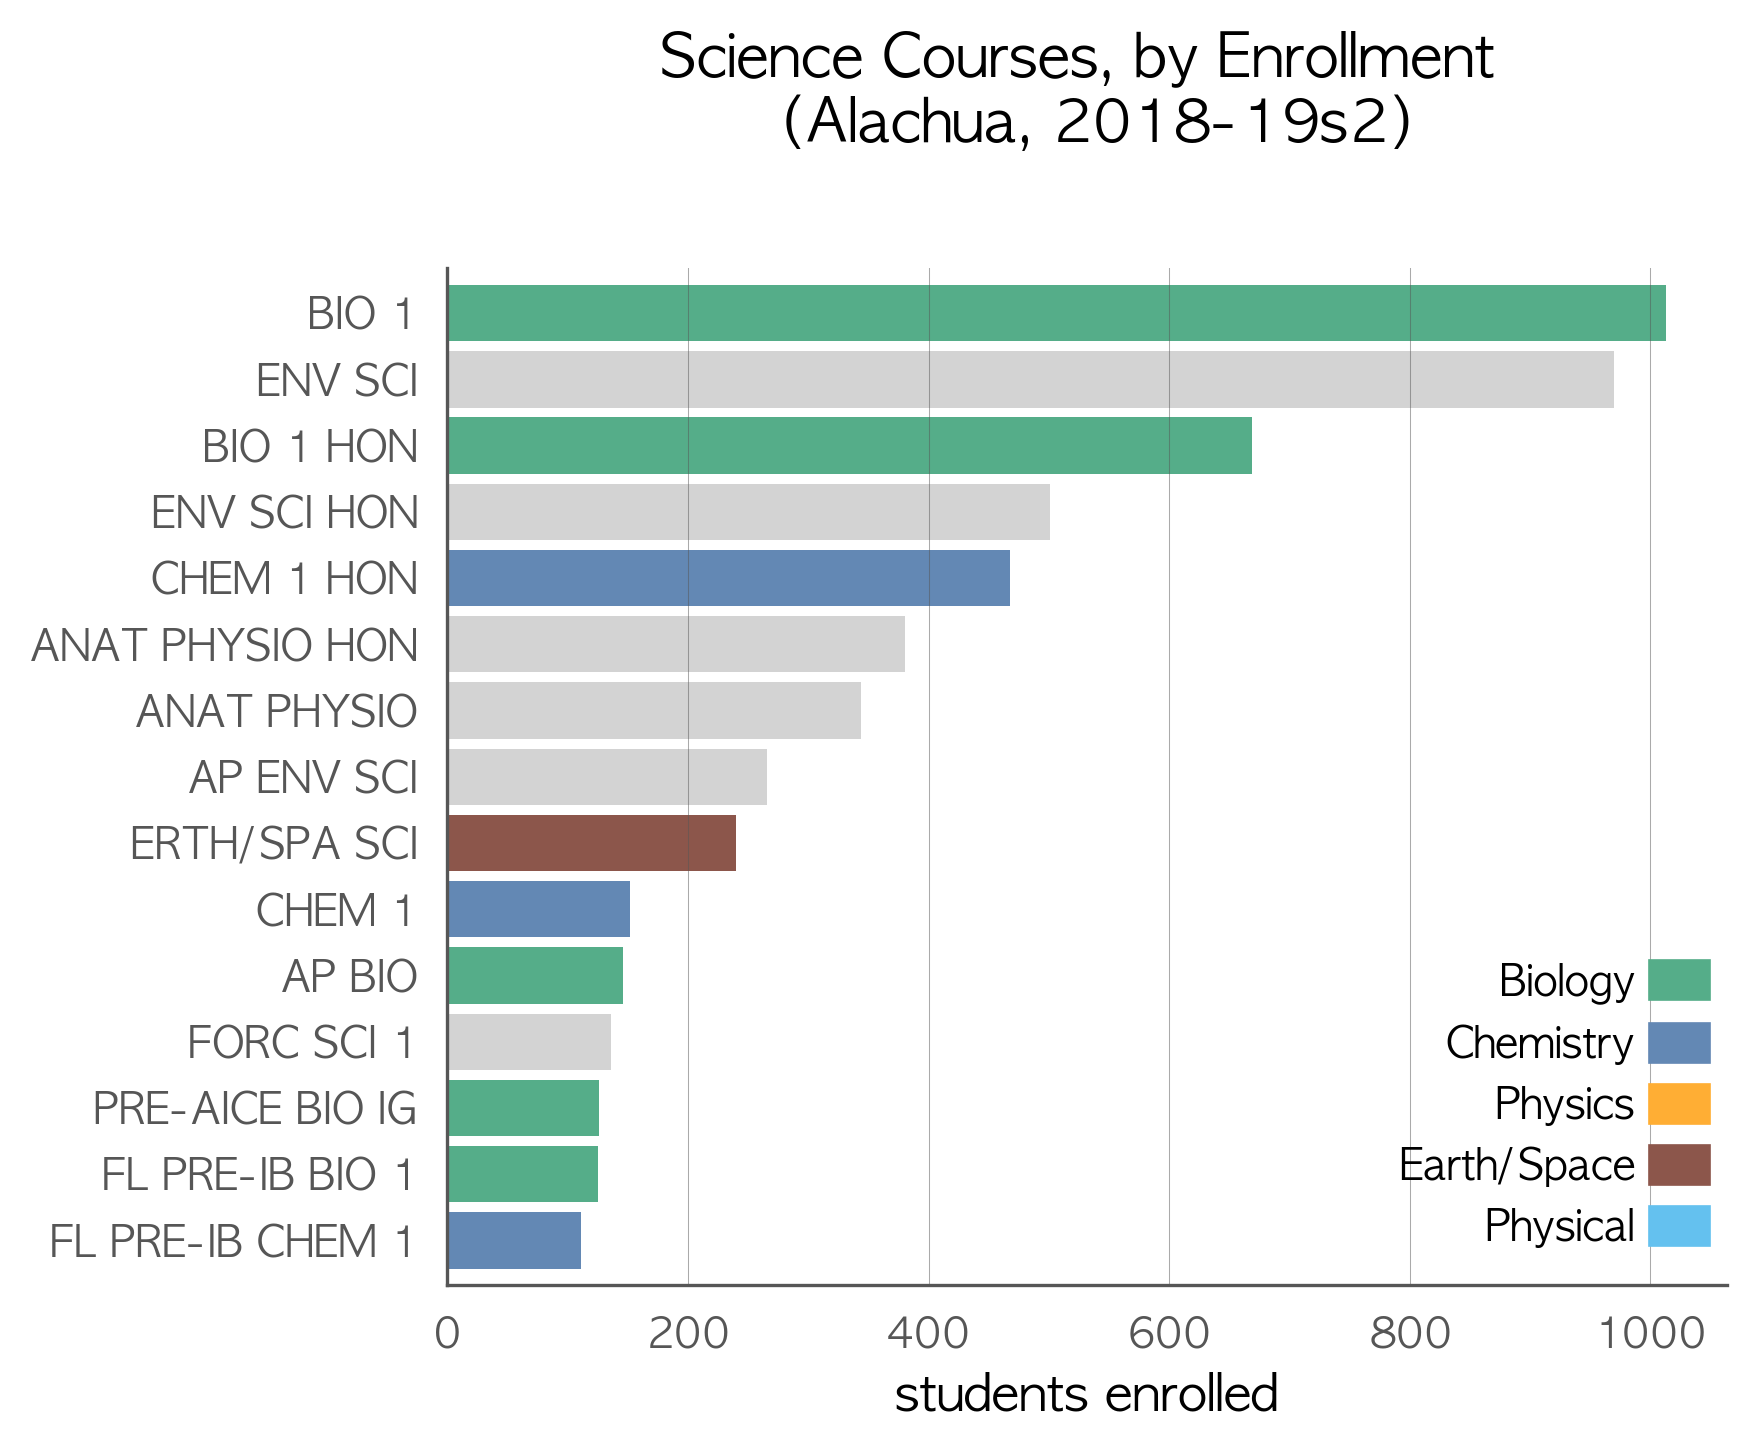 Science Courses, by Enrollment
(Alachua, 2018-19s2)
BIO 1
ENV SCI
BIO 1 HON
ENV SCI HON
CHEM 1 HON
ANAT PHYSIO HON
ANAT PHYSIO
AP ENV SCI
ERTH/SPA SCI
CHEM 1
AP BIO
FORC SCI 1
PRE-AICE BIO IG
FL PRE-IB BIO 1
FL PRE-IB CHEM 1
Biology
Chemistry
Physics
Earth/Space
Physical
0 200 400 600 800 1000
students enrolled